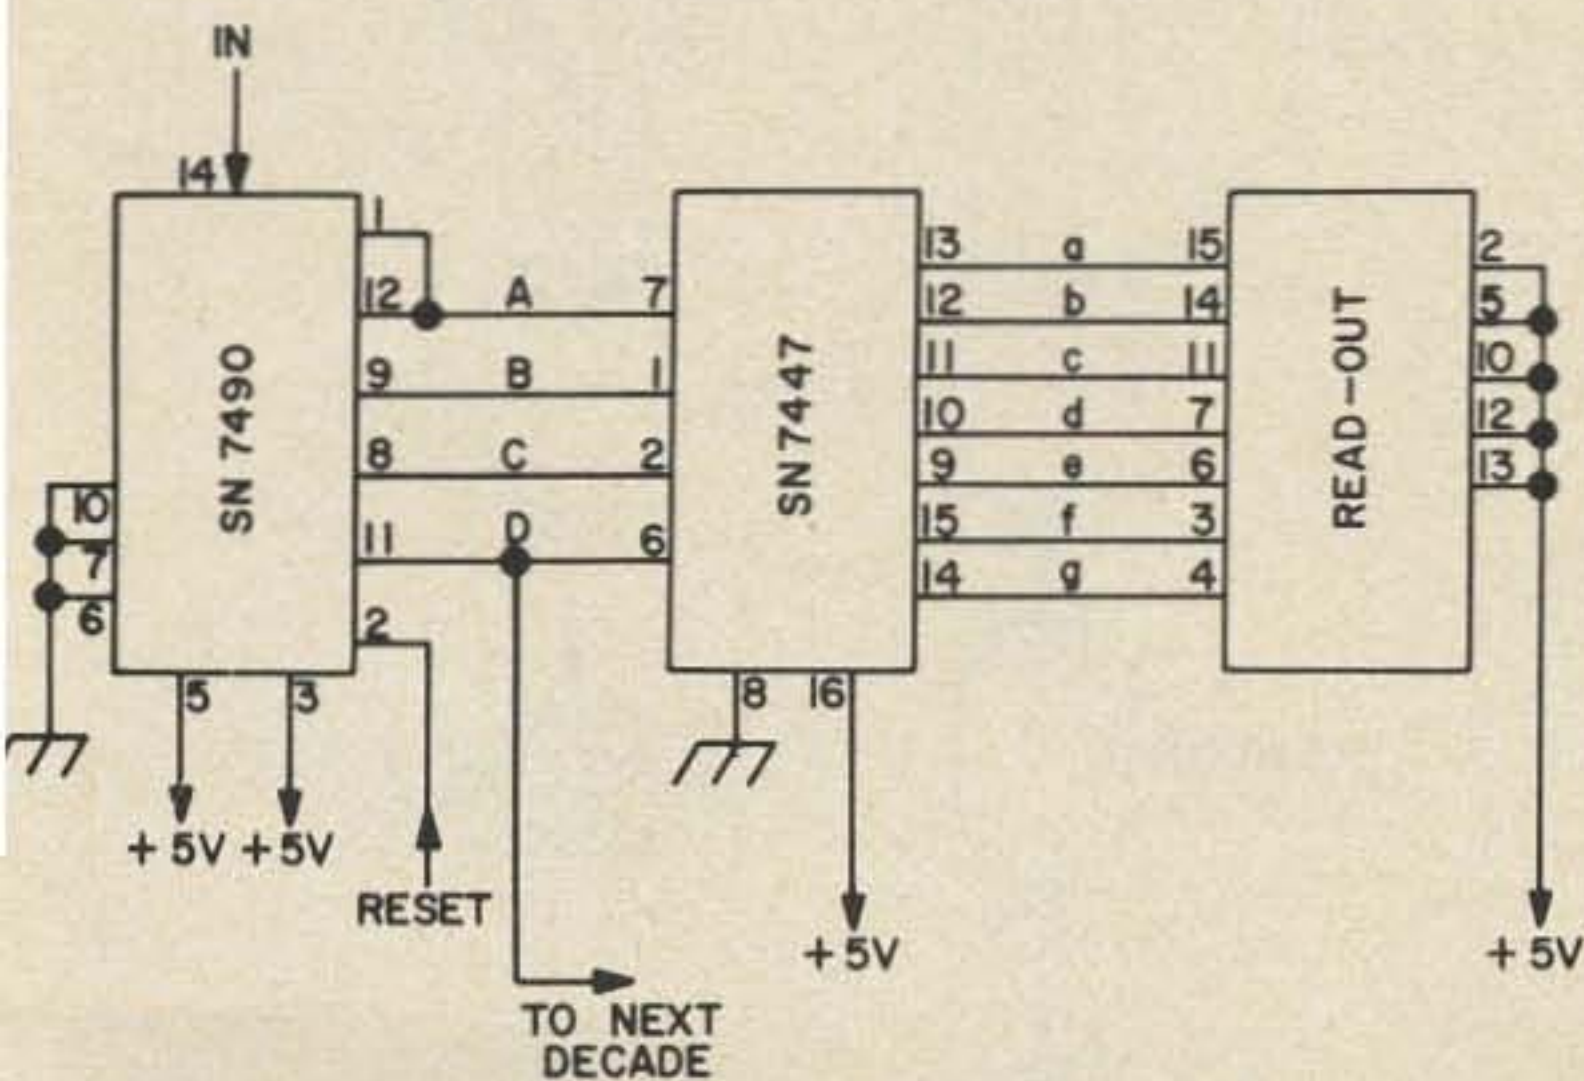 IN
14
1
12 A 7
9 B 1
8 C 2
11 D 6
2
10
7
6
SN 7490
5 3
+5V +5V
RESET
TO NEXT
DECADE
SN7447
8 16
+5V
13 a 15
12 b 14
11 c 11
10 d 7
9 e 6
15 f 3
14 g 4
READ-OUT
2
5
10
12
13
+5V